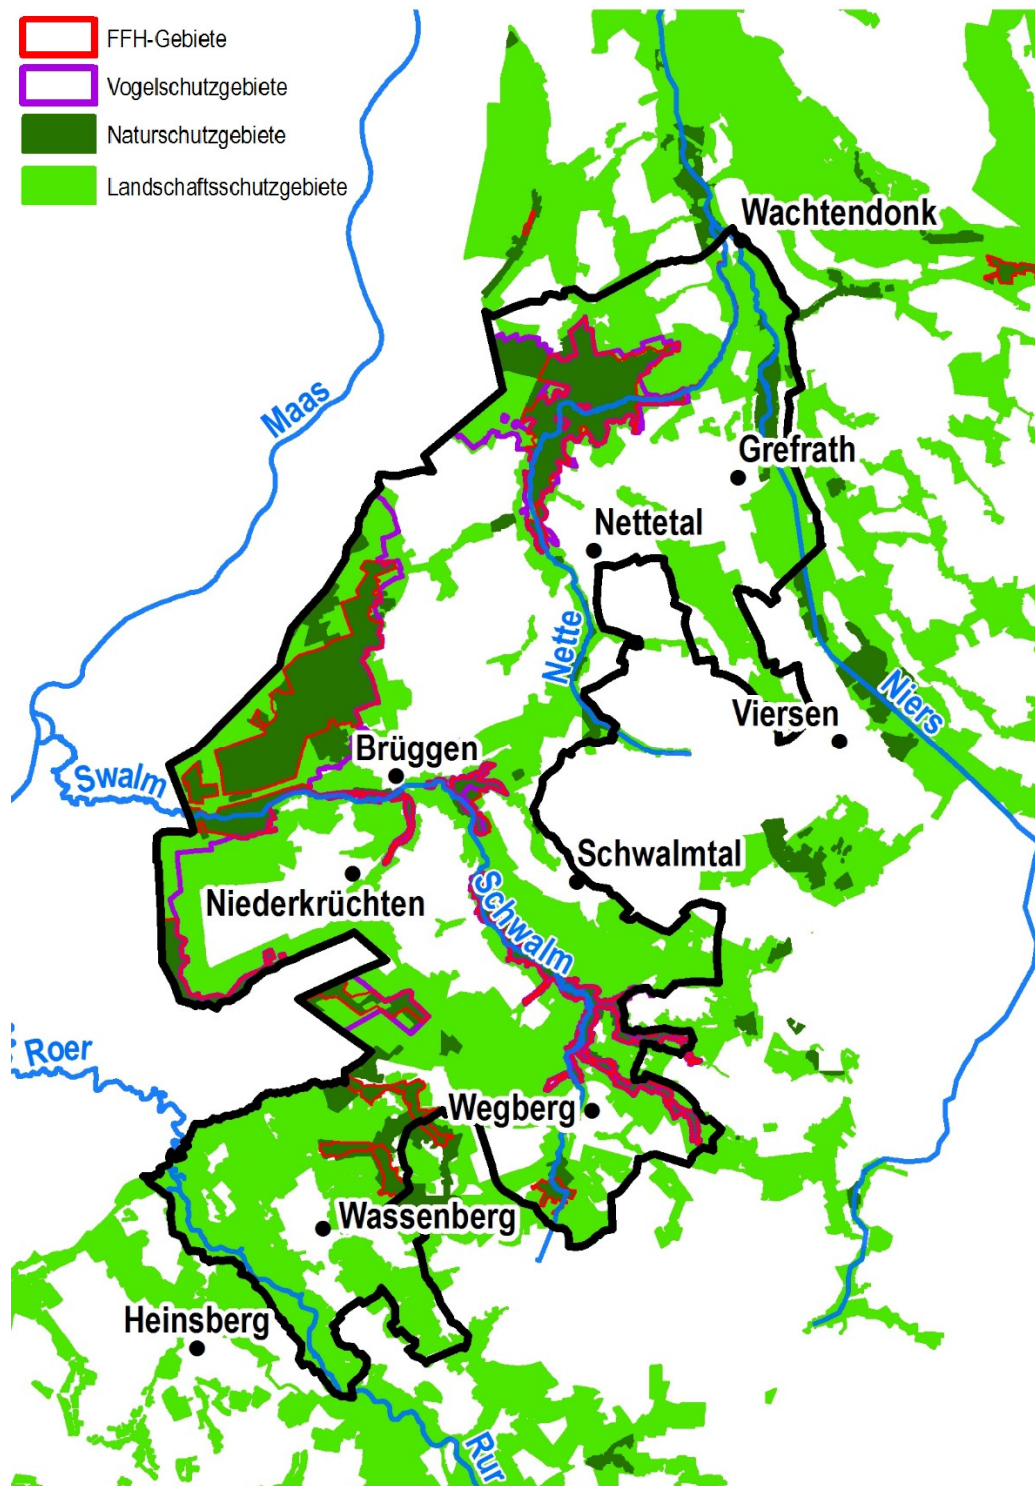 FFH-Gebiete
Vogelschutzgebiete
Naturschutzgebiete
Landschaftsschutzgebiete
Wachtendonk
Maas
Grefrath
Nettetal
Nette
Niers
Viersen
Brüggen
Swalm
Schwalmtal
Niederkrüchten
Schwalm
Roer
Wegberg
Wassenberg
Heinsberg
Rur